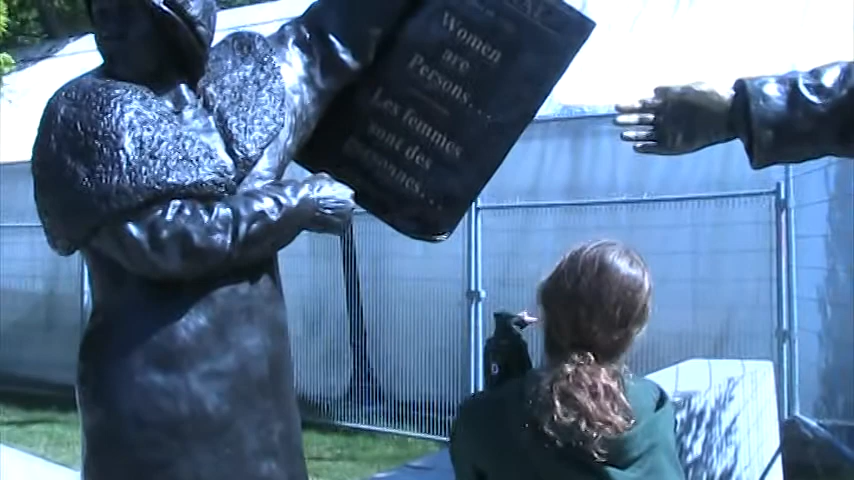 Women
are
Persons...
Les femmes
sont des
personnes...